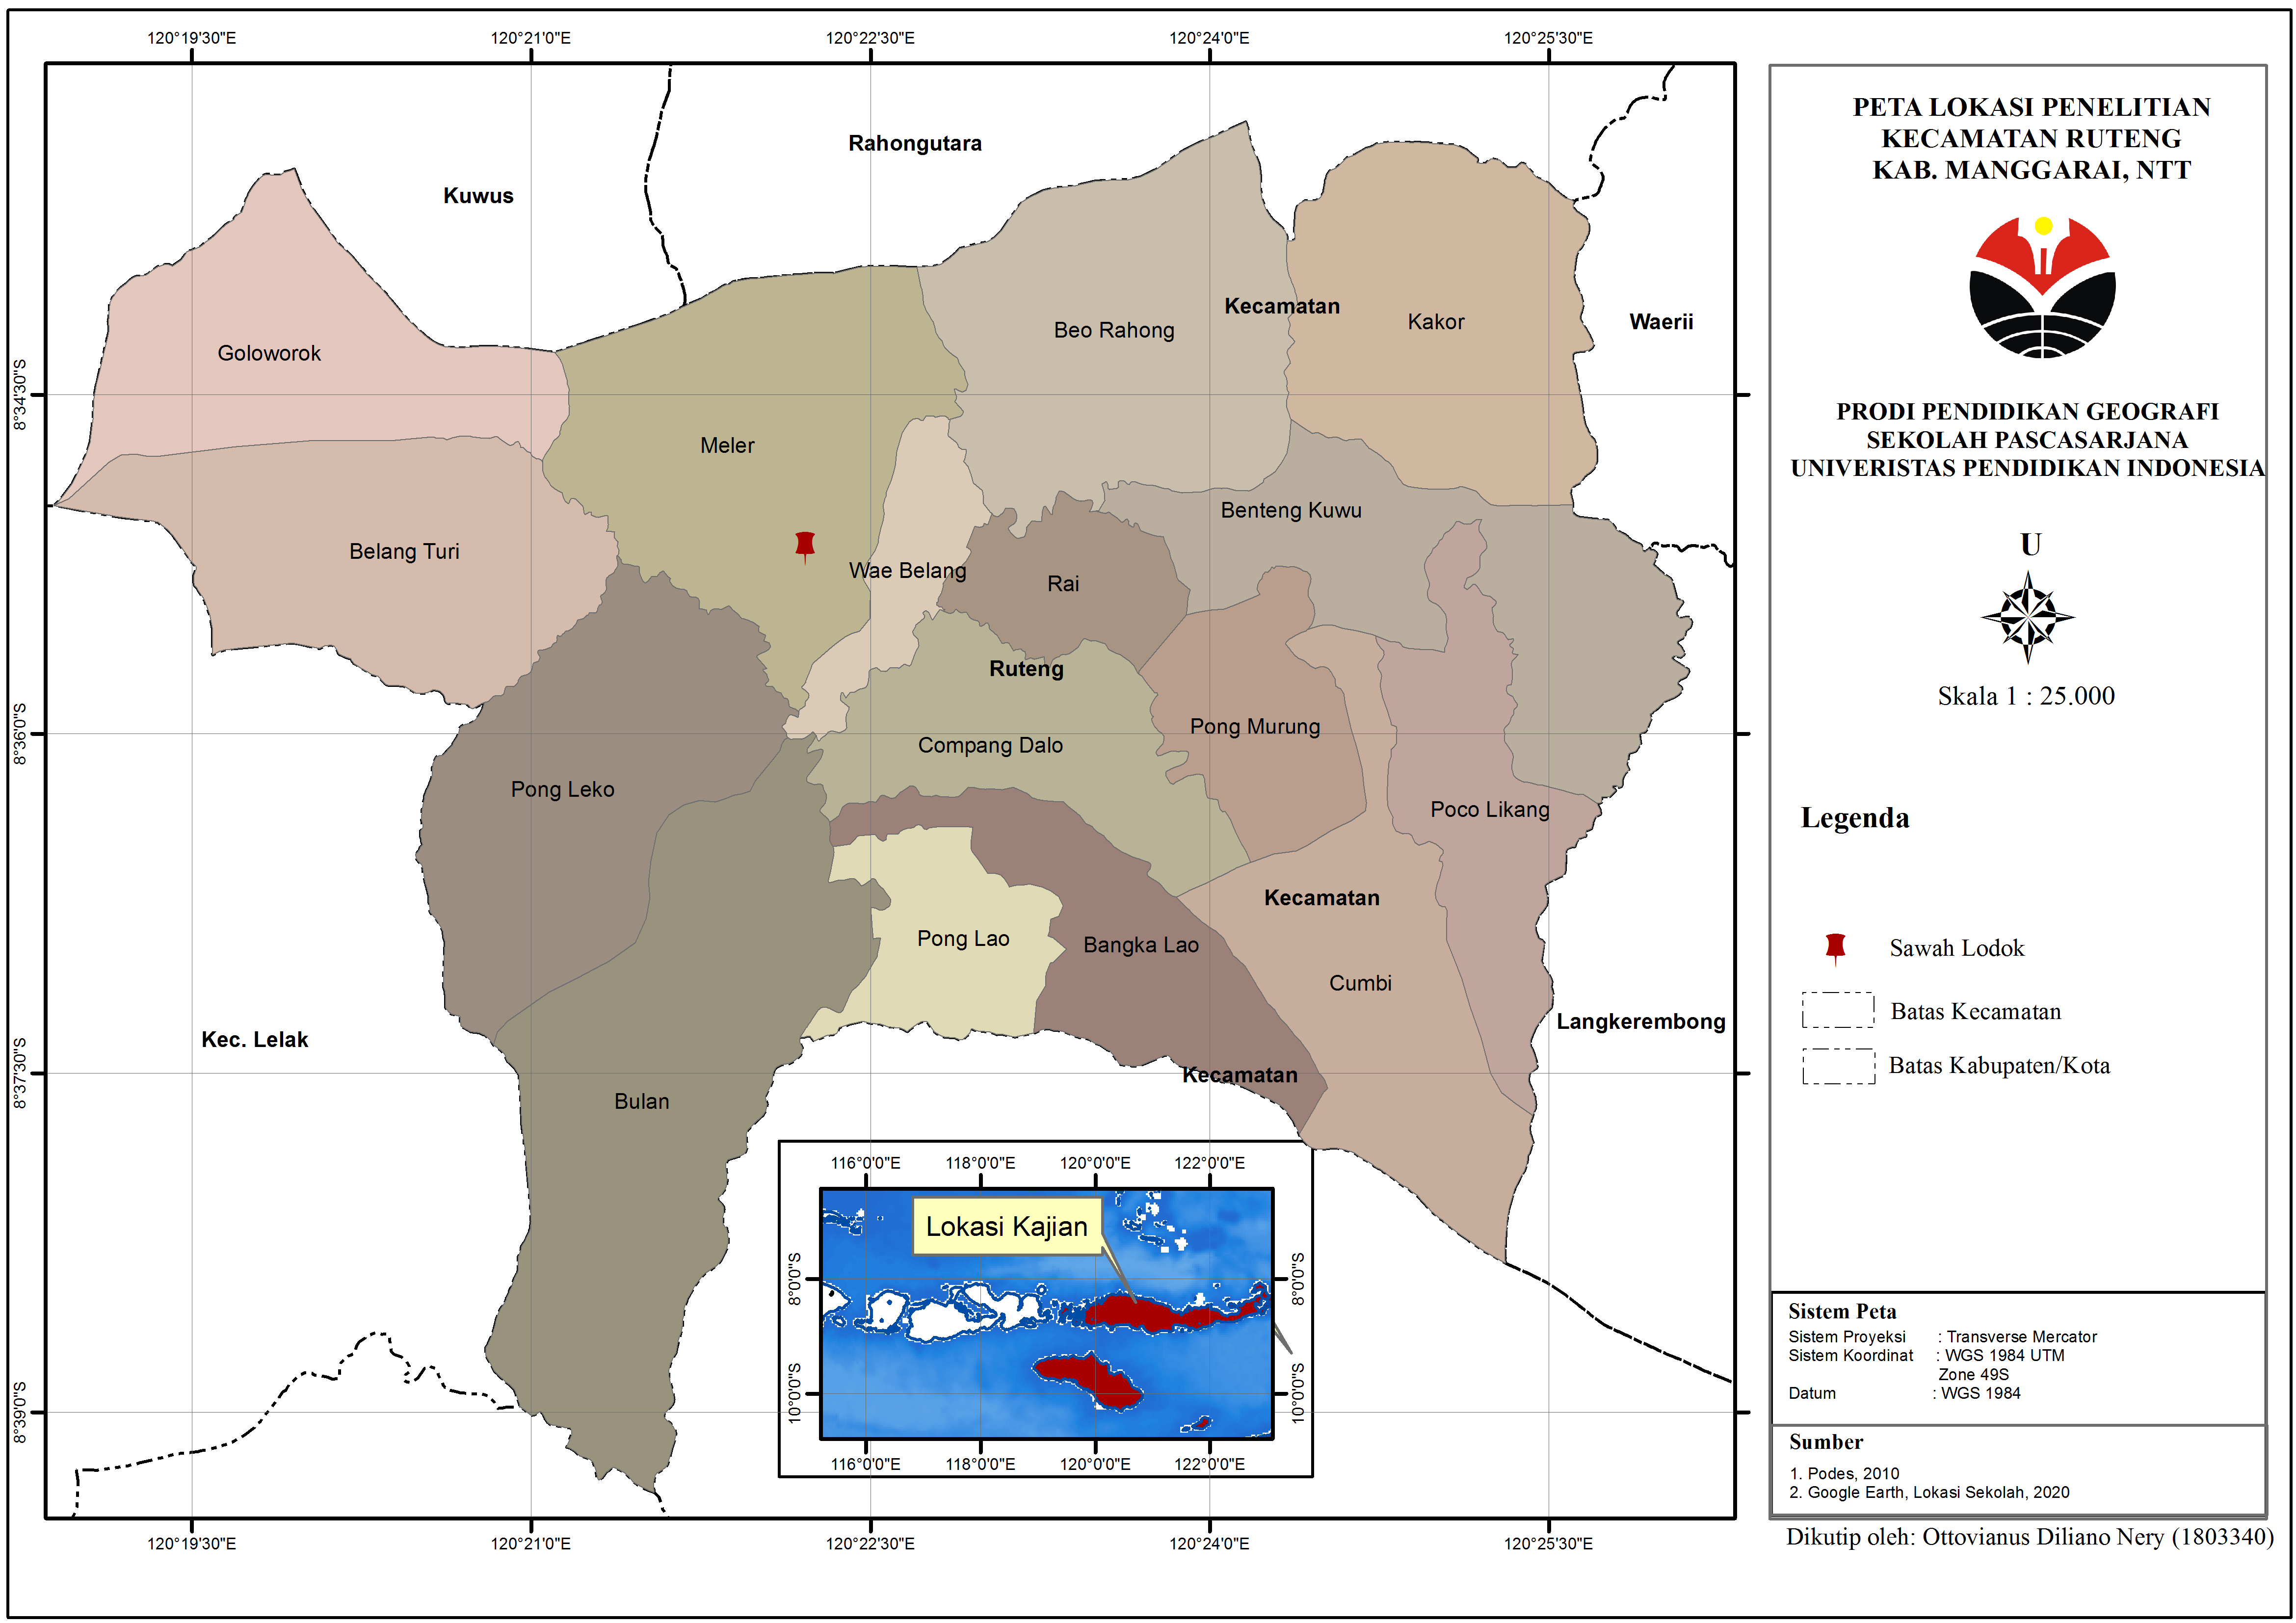 120°19'30"E 120°21'0"E 120°22'30"E 120°24'0"E 120°25'30"E
8°34'30"S
8°36'0"S
8°37'30"S
8°39'0"S
Rahongutara
Kuwus
Kecamatan
Kakor
Waerii
Beo Rahong
Goloworok
Meler
Benteng Kuwu
Belang Turi
Wae Belang
Rai
Ruteng
Pong Murung
Compang Dalo
Pong Leko
Poco Likang
Kecamatan
Pong Lao
Bangka Lao
Cumbi
Langkerembong
Kec. Lelak
Kecamatan
Bulan
116°0'0"E 118°0'0"E 120°0'0"E 122°0'0"E
Lokasi Kajian
8°0'0"S 8°0'0"S
10°0'0"S 10°0'0"S
116°0'0"E 118°0'0"E 120°0'0"E 122°0'0"E
120°19'30"E 120°21'0"E 120°22'30"E 120°24'0"E 120°25'30"E
PETA LOKASI PENELITIAN
KECAMATAN RUTENG
KAB. MANGGARAI, NTT
PRODI PENDIDIKAN GEOGRAFI
SEKOLAH PASCASARJANA
UNIVERISTAS PENDIDIKAN INDONESIA
U
Skala 1 : 25.000
Legenda
Sawah Lodok
Batas Kecamatan
Batas Kabupaten/Kota
Sistem Peta
Sistem Proyeksi : Transverse Mercator
Sistem Koordinat : WGS 1984 UTM
Zone 49S
Datum : WGS 1984
Sumber
1. Podes, 2010
2. Google Earth, Lokasi Sekolah, 2020
Dikutip oleh: Ottovianus Diliano Nery (1803340)